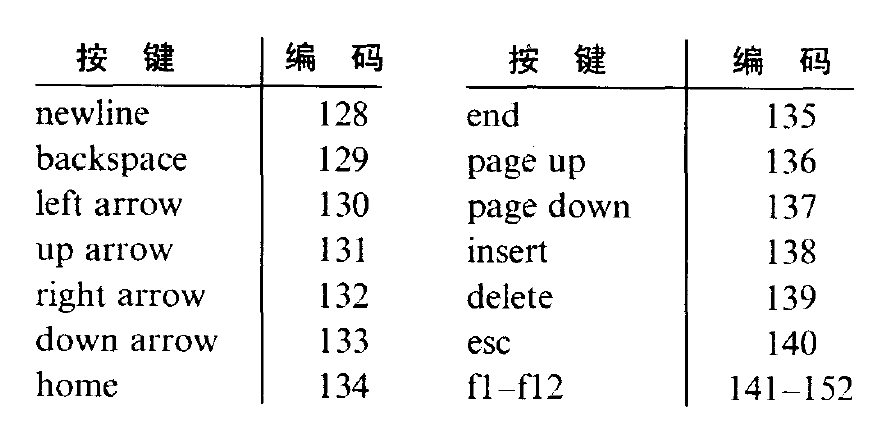 按 键 编 码 按 键 编 码
newline 128 end 135
backspace 129 page up 136
left arrow 130 page down 137
up arrow 131 insert 138
right arrow 132 delete 139
down arrow 133 esc 140
home 134 f1–f12 141–152